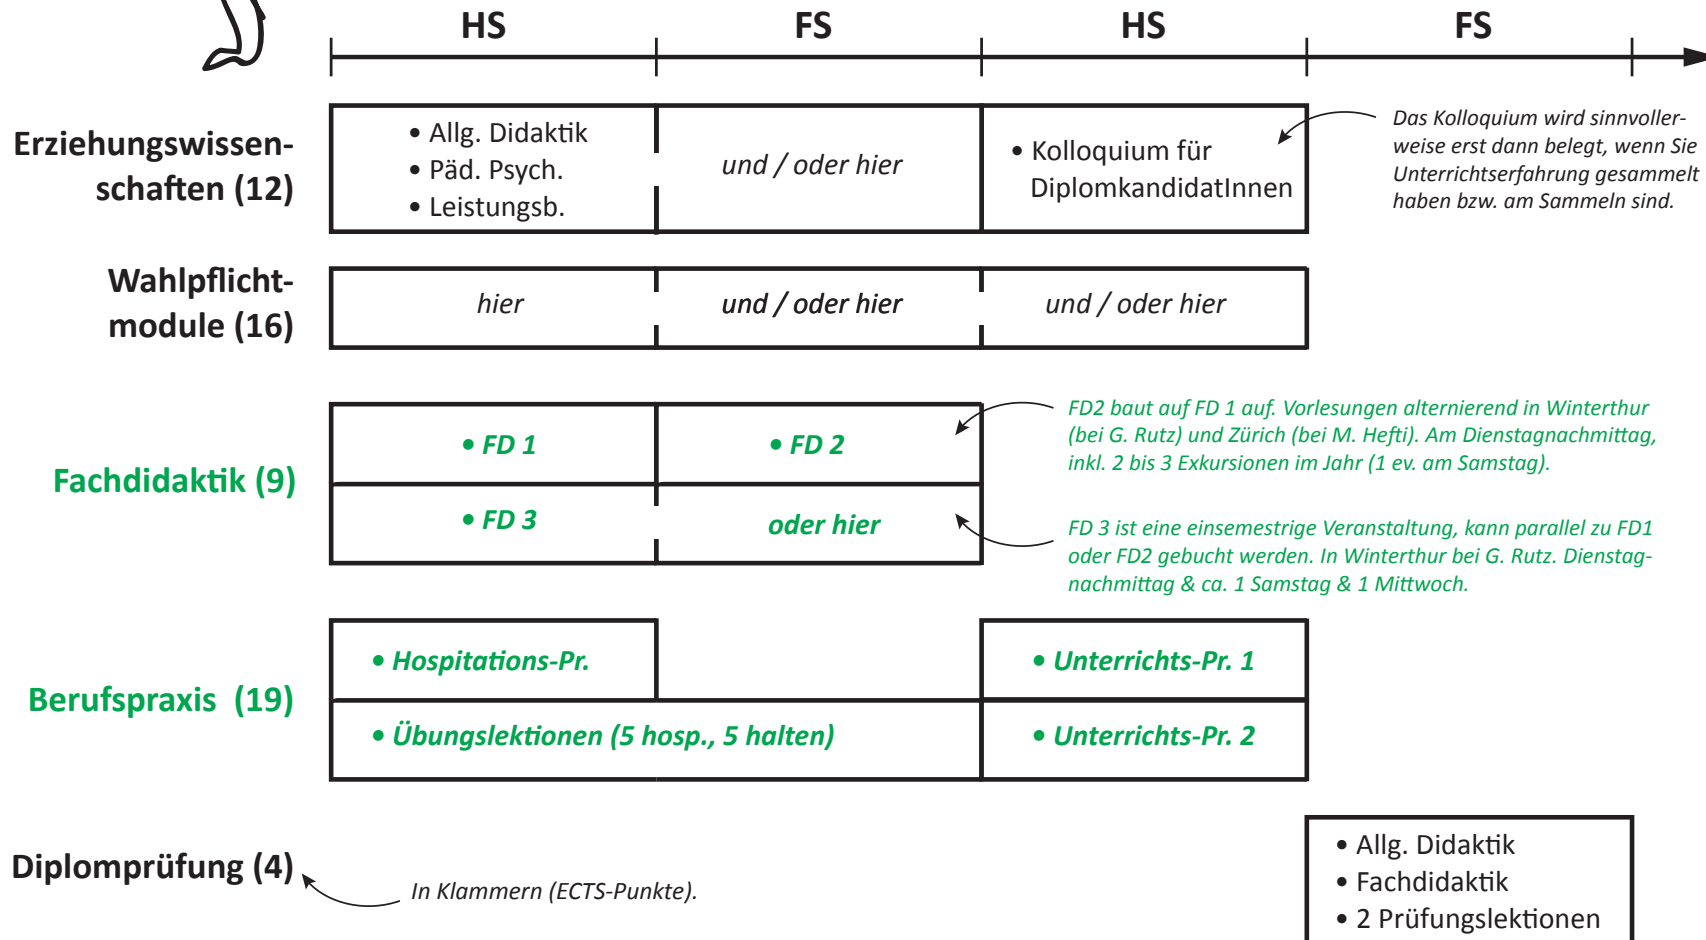 HS FS HS FS
Erziehungswissen-
schaften (12)
• Allg. Didaktik
• Päd. Psych.
• Leistungsb.
und / oder hier
• Kolloquium für
DiplomkandidatInnen
Das Kolloquium wird sinnvoller-
weise erst dann belegt, wenn Sie
Unterrichtserfahrung gesammelt
haben bzw. am Sammeln sind.
Wahlpflicht-
module (16)
hier
und / oder hier
und / oder hier
Fachdidaktik (9)
• FD 1
• FD 2
FD2 baut auf FD 1 auf. Vorlesungen alternierend in Winterthur
(bei G. Rutz) und Zürich (bei M. Hefti). Am Dienstagnachmittag,
inkl. 2 bis 3 Exkursionen im Jahr (1 ev. am Samstag).
• FD 3
oder hier
FD 3 ist eine einsemestrige Veranstaltung, kann parallel zu FD1
oder FD2 gebucht werden. In Winterthur bei G. Rutz. Dienstag-
nachmittag & ca. 1 Samstag & 1 Mittwoch.
Berufspraxis (19)
• Hospitations-Pr.
• Unterrichts-Pr. 1
• Übungslektionen (5 hosp., 5 halten)
• Unterrichts-Pr. 2
Diplomprüfung (4)
In Klammern (ECTS-Punkte).
• Allg. Didaktik
• Fachdidaktik
• 2 Prüfungslektionen